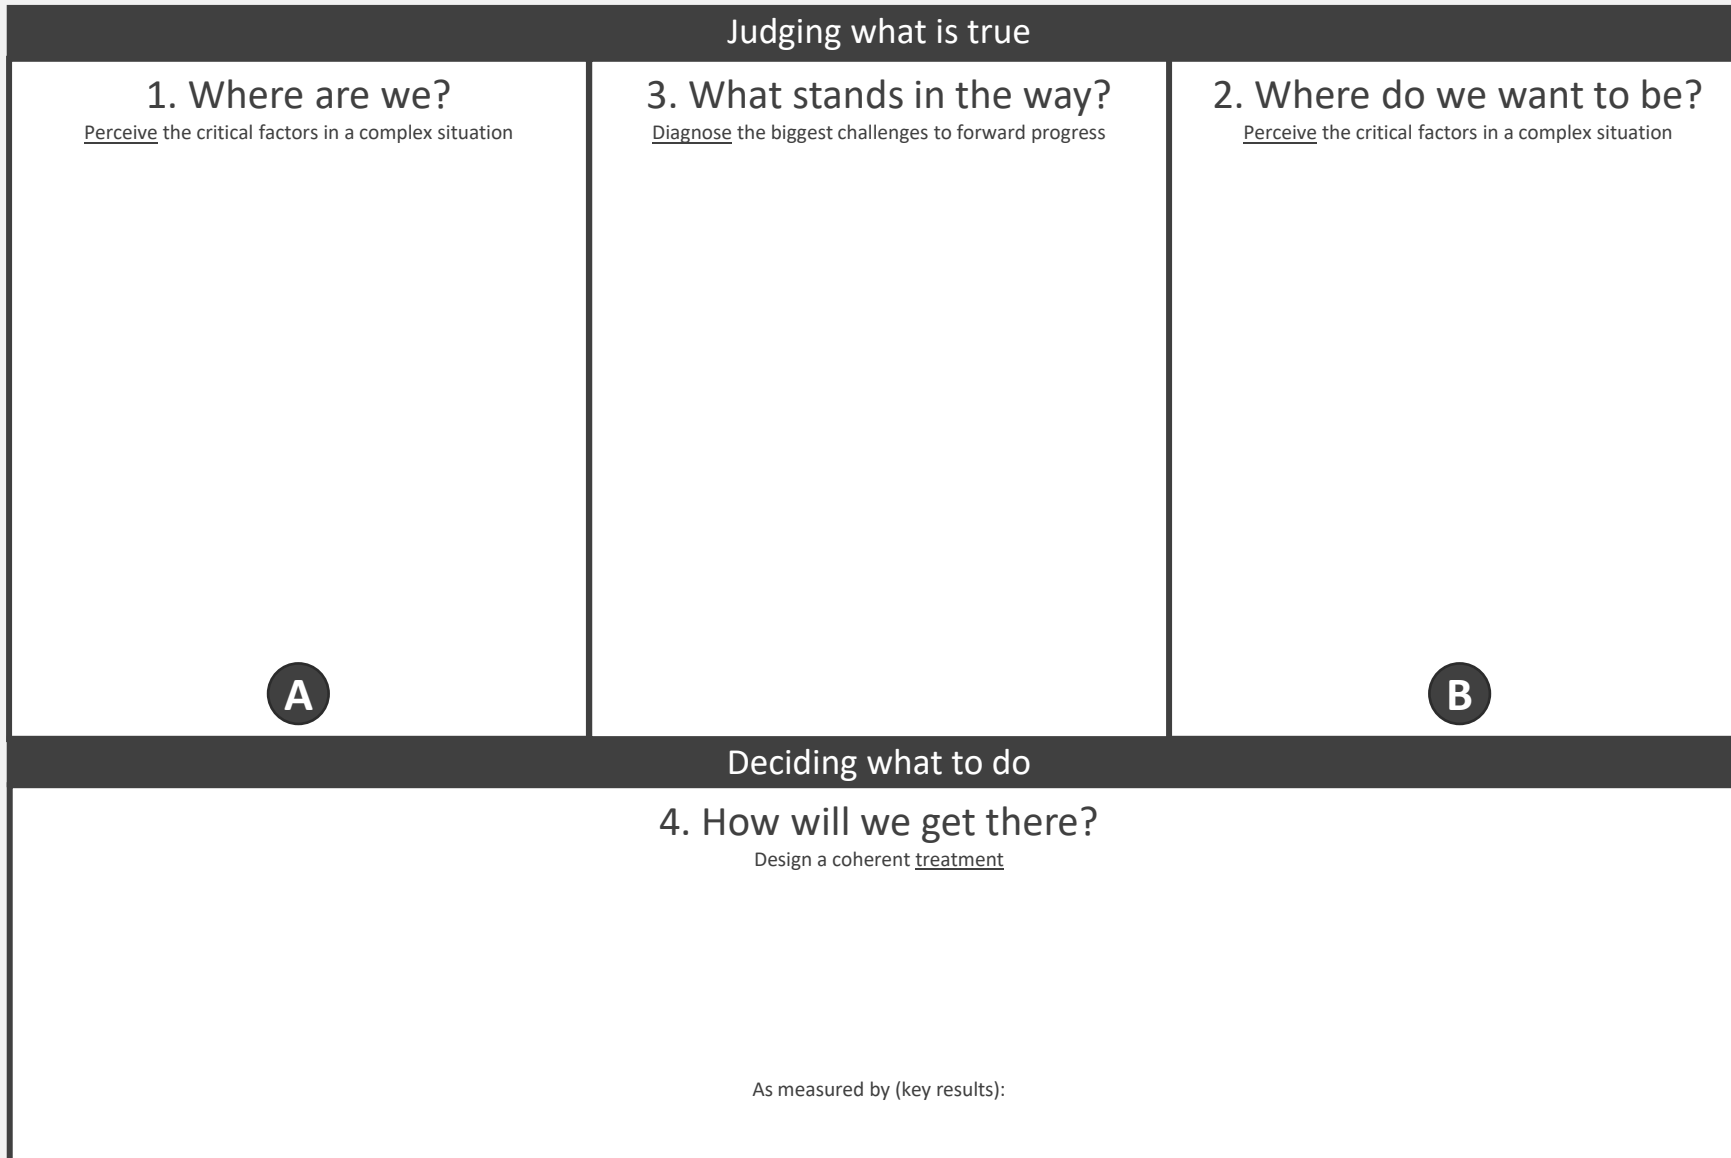 Judging what is true
1. Where are we?
Perceive the critical factors in a complex situation
A
3. What stands in the way?
Diagnose the biggest challenges to forward progress
2. Where do we want to be?
Perceive the critical factors in a complex situation
B
Deciding what to do
4. How will we get there?
Design a coherent treatment
As measured by (key results):